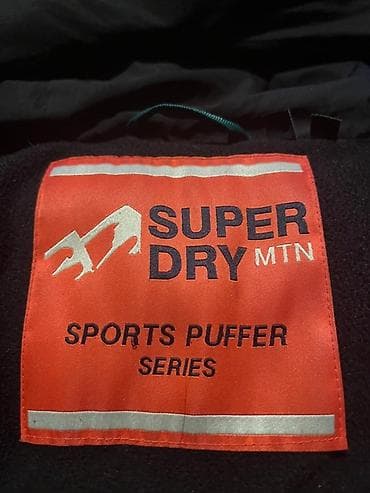 SUPER
DRY MTN
SPORTS PUFFER
SERIES